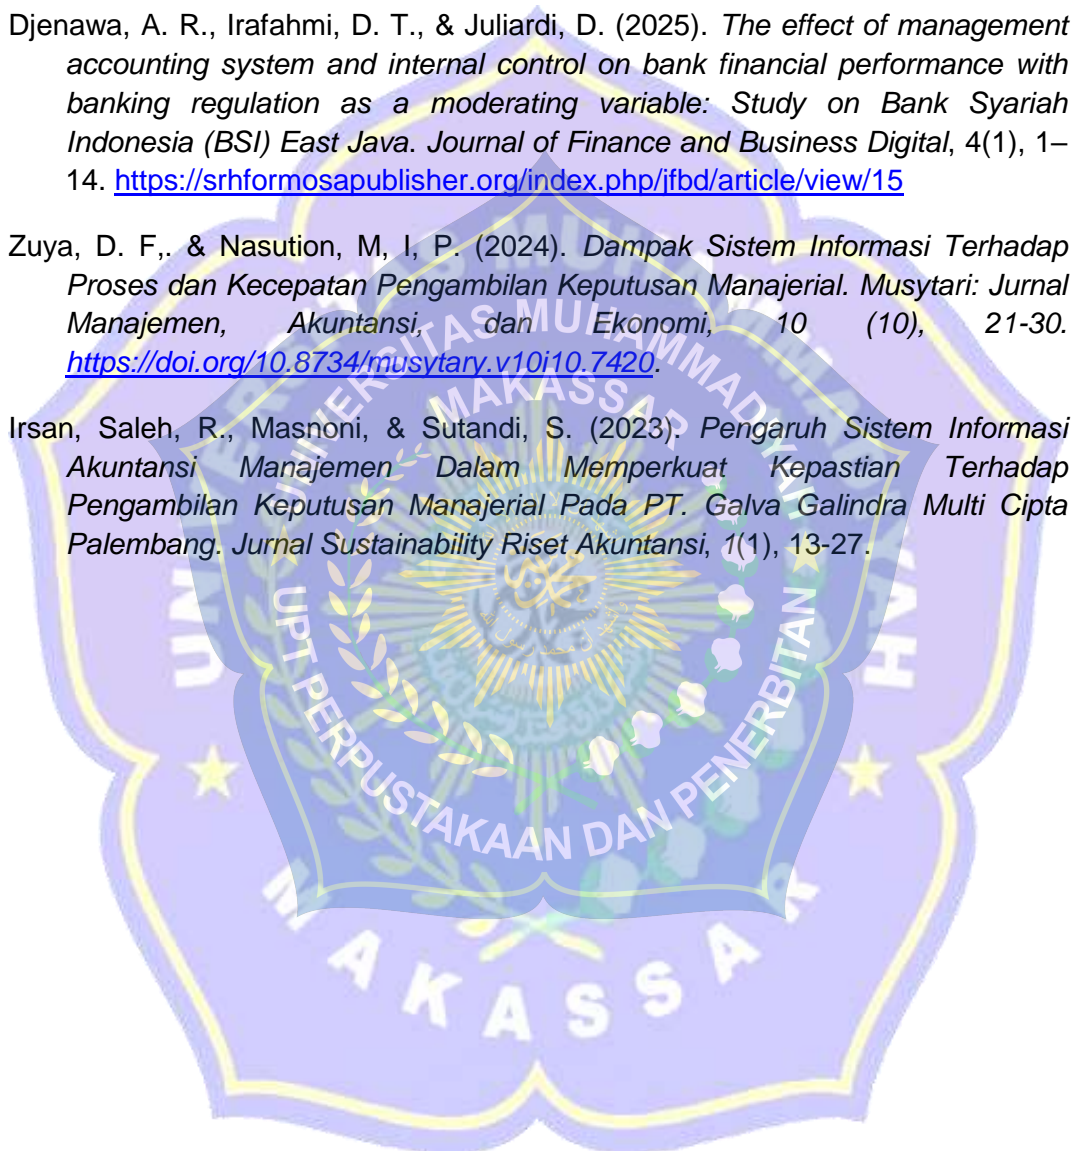 Djenawa, A. R., Irafahmi, D. T., & Juliardi, D. (2025). The effect of management
accounting system and internal control on bank financial performance with
banking regulation as a moderating variable: Study on Bank Syariah
Indonesia (BSI) East Java. Journal of Finance and Business Digital, 4(1), 1–
14. https://srhformosapublisher.org/index.php/jfbd/article/view/15
Zuya, D. F,. & Nasution, M, I, P. (2024). Dampak Sistem Informasi Terhadap
Proses dan Kecepatan Pengambilan Keputusan Manajerial. Musytari: Jurnal
Manajemen, Akuntansi, dan Ekonomi, 10 (10), 21-30.
https://doi.org/10.8734/musytary.v10i10.7420.
Irsan, Saleh, R., Masnoni, & Sutandi, S. (2023). Pengaruh Sistem Informasi
Akuntansi Manajemen Dalam Memperkuat Kepastian Terhadap
Pengambilan Keputusan Manajerial Pada PT. Galva Galindra Multi Cipta
Palembang. Jurnal Sustainability Riset Akuntansi, 1(1), 13-27.
UNIVERSITAS MUHAMMADIYAH
MAKASSAR
UPT PERPUSTAKAAN DAN PENERBITAN
MAKASSAR